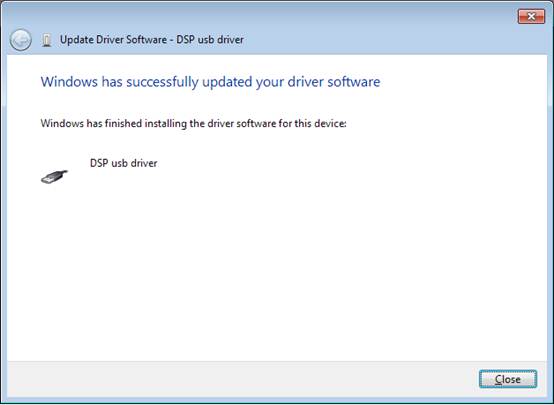 Update Driver Software - DSP usb driver
Windows has successfully updated your driver software
Windows has finished installing the driver software for this device:
DSP usb driver
Close